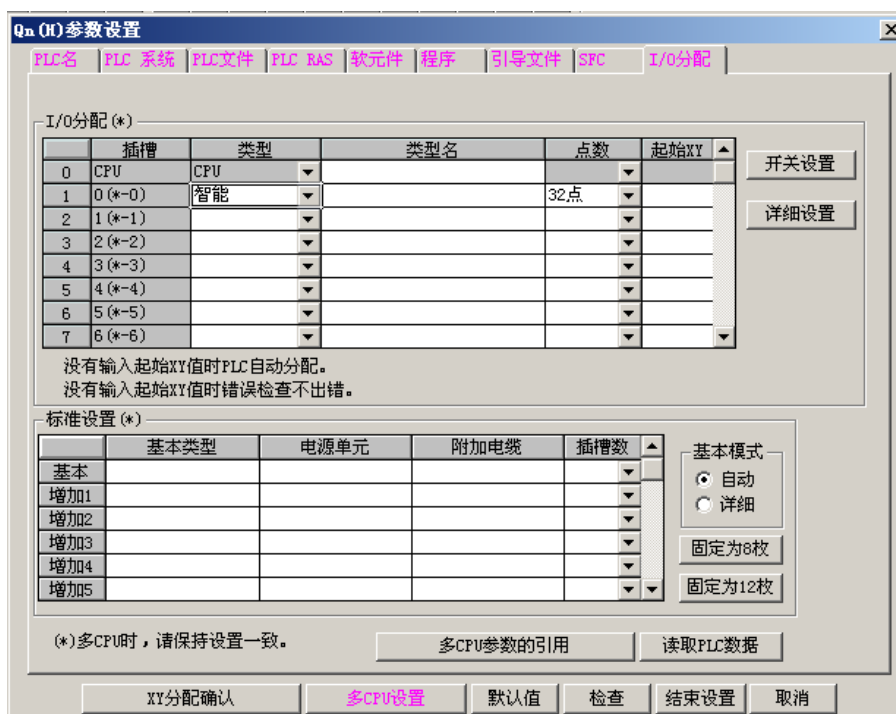 Qn(H)参数设置
PLC名 PLC 系统 PLC文件 PLC RAS 软元件 程序 引导文件 SFC I/O分配
I/O分配(*)
插槽 类型 类型名 点数 起始XY
0 CPU CPU
1 0(*-0) 智能 32点
2 1(*-1)
3 2(*-2)
4 3(*-3)
5 4(*-4)
6 5(*-5)
7 6(*-6)
开关设置
详细设置
没有输入起始XY值时PLC自动分配。
没有输入起始XY值时错误检查不出错。
标准设置(*)
基本类型 电源单元 附加电缆 插槽数
基本
增加1
增加2
增加3
增加4
增加5
基本模式
自动
详细
固定为8枚
固定为12枚
(*)多CPU时，请保持设置一致。 多CPU参数的引用 读取PLC数据
XY分配确认 多CPU设置 默认值 检查 结束设置 取消